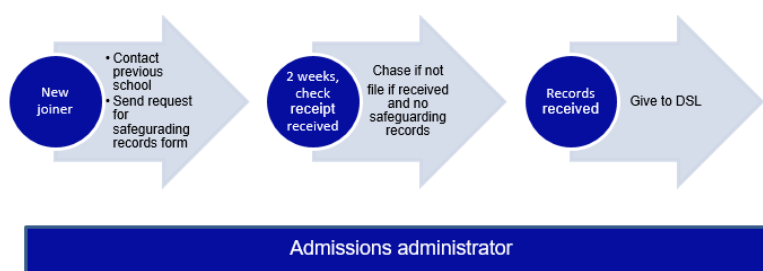 New
joiner
• Contact
previous
school
• Send request
for
safegurading
records form
2 weeks,
check
receipt
received
Chase if not
file if received
and no
safeguarding
records
Records
received
Give to DSL
Admissions administrator